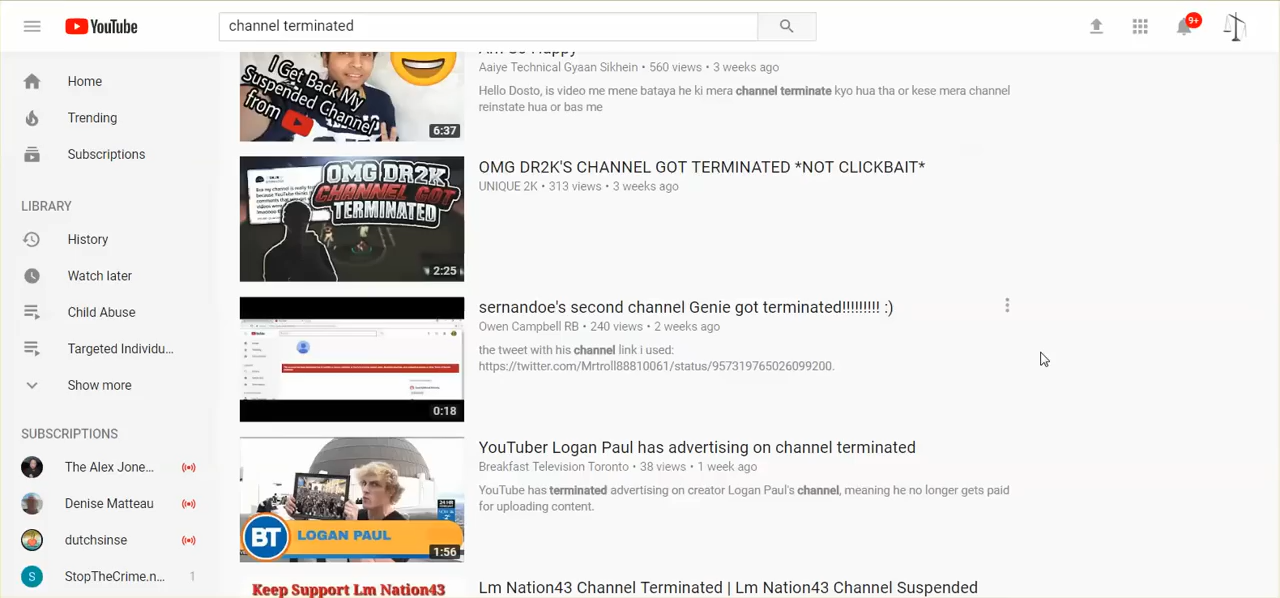 YouTube
channel terminated
9+
Home
Trending
Subscriptions
LIBRARY
History
Watch later
Child Abuse
Targeted Individu...
Show more
SUBSCRIPTIONS
The Alex Jone...
Denise Matteau
dutchsinse
S
StopTheCrime.n...
1
I Get Back My
Suspended Channel
from
6:37
Am So Happy
Aaiye Technical Gyaan Sikhein • 560 views • 3 weeks ago
Hello Dosto, is video me mene bataya he ki mera channel terminate kyo hua tha or kese mera channel
reinstate hua or bas me
OMG DR2K
CHANNEL GOT
TERMINATED
2:25
OMG DR2K'S CHANNEL GOT TERMINATED *NOT CLICKBAIT*
UNIQUE 2K • 313 views • 3 weeks ago
0:18
sernandoe's second channel Genie got terminated!!!!!!!!! :)
Owen Campbell RB • 240 views • 2 weeks ago
the tweet with his channel link i used:
https://twitter.com/Mrtroll88810061/status/957319765026099200.
BT
LOGAN PAUL
1:56
YouTuber Logan Paul has advertising on channel terminated
Breakfast Television Toronto • 38 views • 1 week ago
YouTube has terminated advertising on creator Logan Paul's channel, meaning he no longer gets paid
for uploading content.
Keep Support Lm Nation43
Lm Nation43 Channel Terminated | Lm Nation43 Channel Suspended